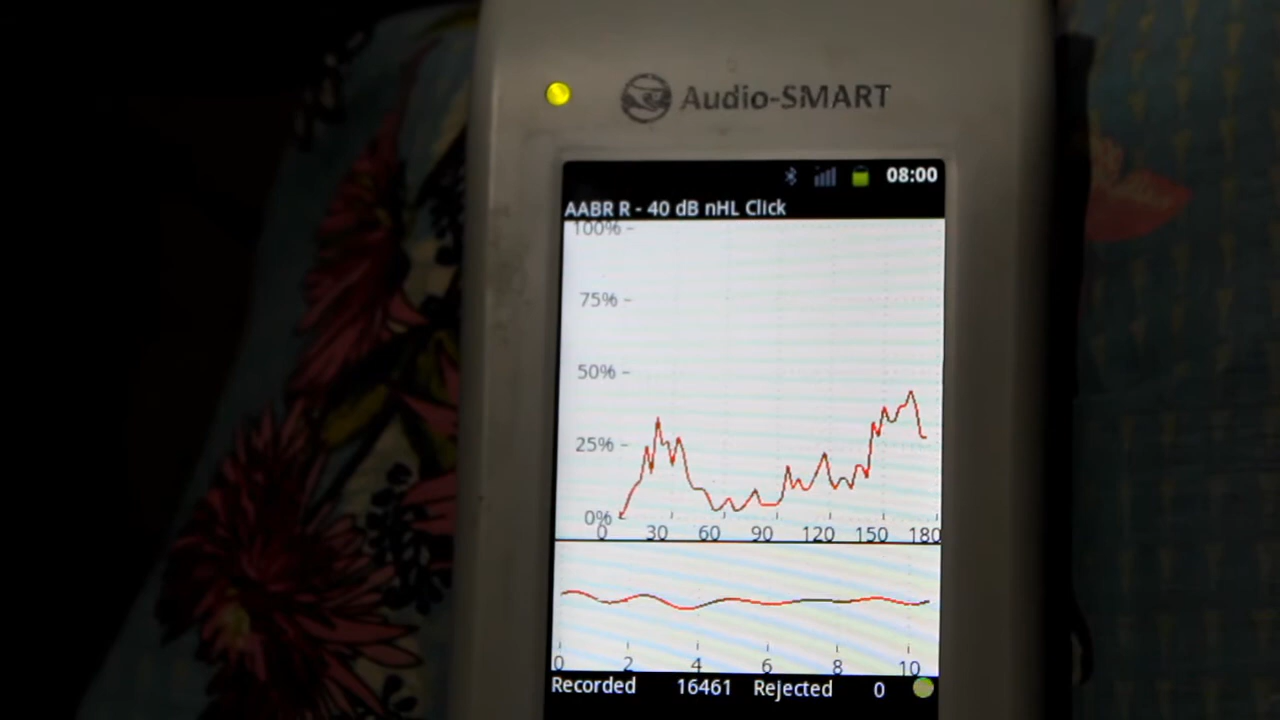 Audio-SMART
08:00
AABR R - 40 dB nHL Click
100%
75%
50%
25%
0%
0 30 60 90 120 150 180
0 2 4 6 8 10
Recorded 16461 Rejected 0